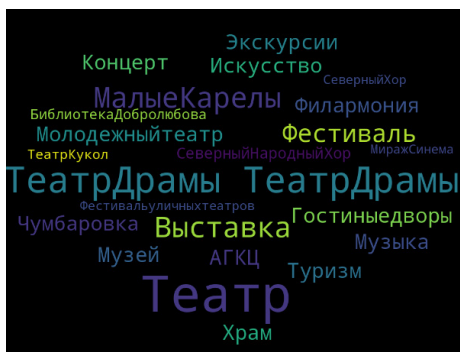 Экскурсии
Концерт Искусство
СеверныйХор
МалыеКарелы Филармония
БиблиотекаДобролюбова
Молодежныйтеатр Фестиваль
ТеатрКукол СеверныйНародныйХор МиражСинема
ТеатрДрамы ТеатрДрамы
Фестивальуличныхтеатров
Чумбаровка Выставка Гостиныедворы
Музыка
Музей АГКЦ
Туризм
Театр
Храм